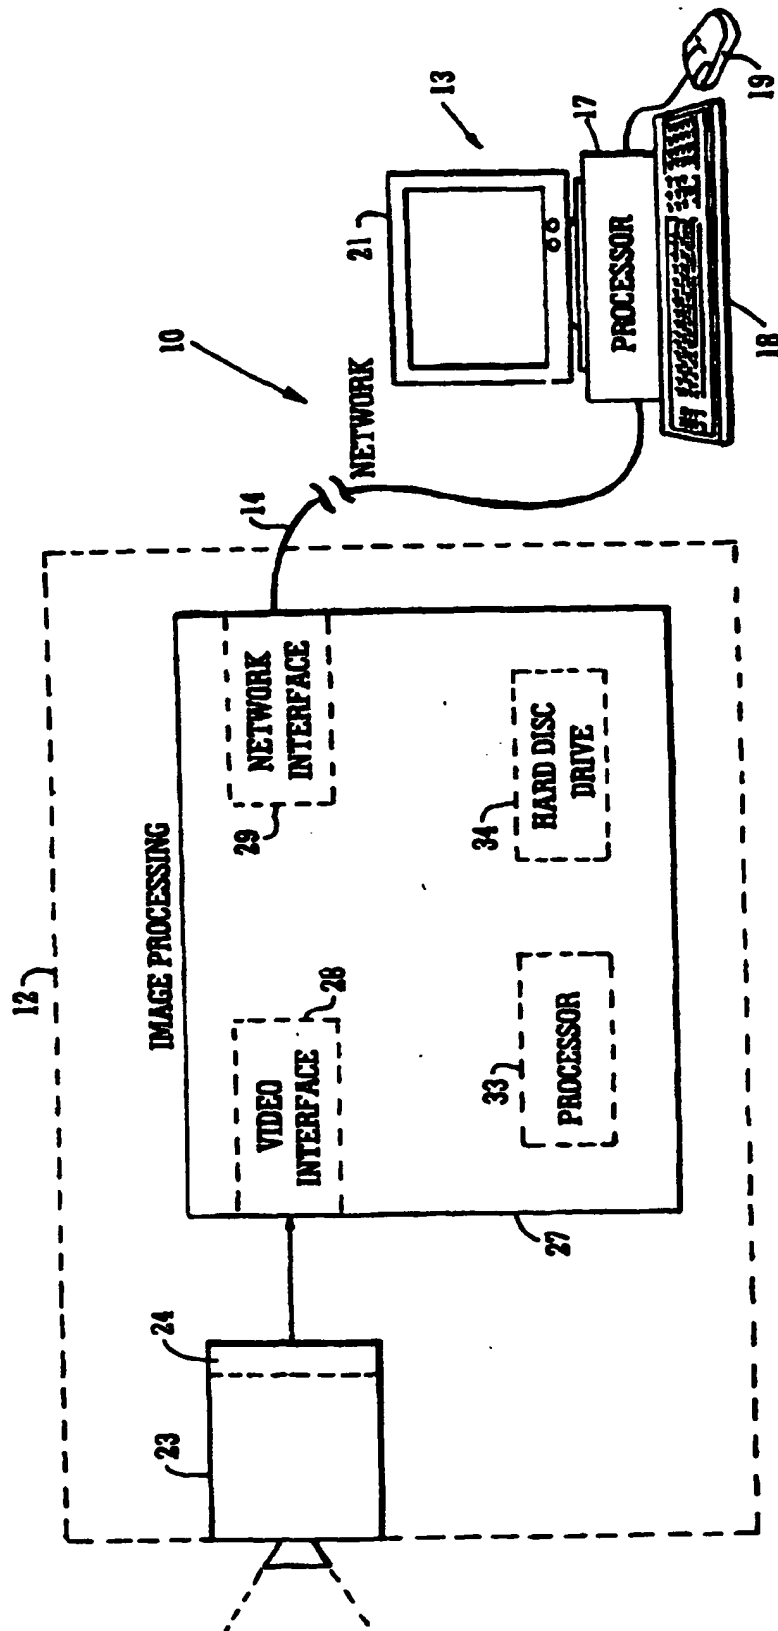 12
IMAGE PROCESSING
10
13
23
24
VIDEO
INTERFACE
28
NETWORK
INTERFACE
29
14
NETWORK
21
17
PROCESSOR
33
PROCESSOR
34
HARD DISC
DRIVE
27
18
19